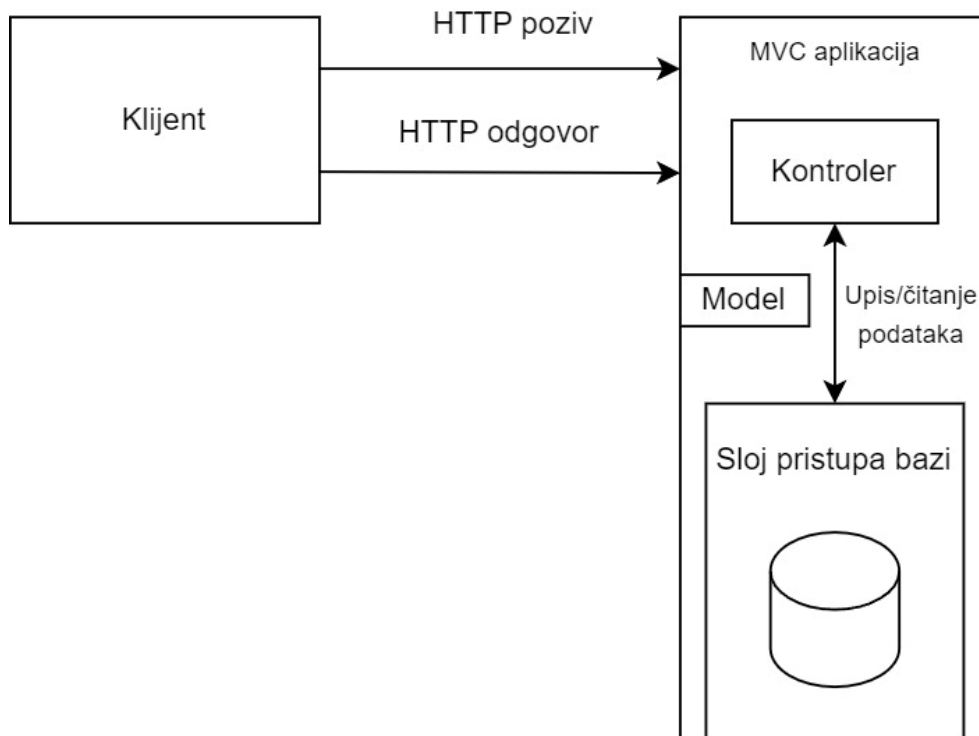 HTTP poziv
MVC aplikacija
Klijent
HTTP odgovor
Kontroler
Model
Upis/čitanje
podataka
Sloj pristupa bazi